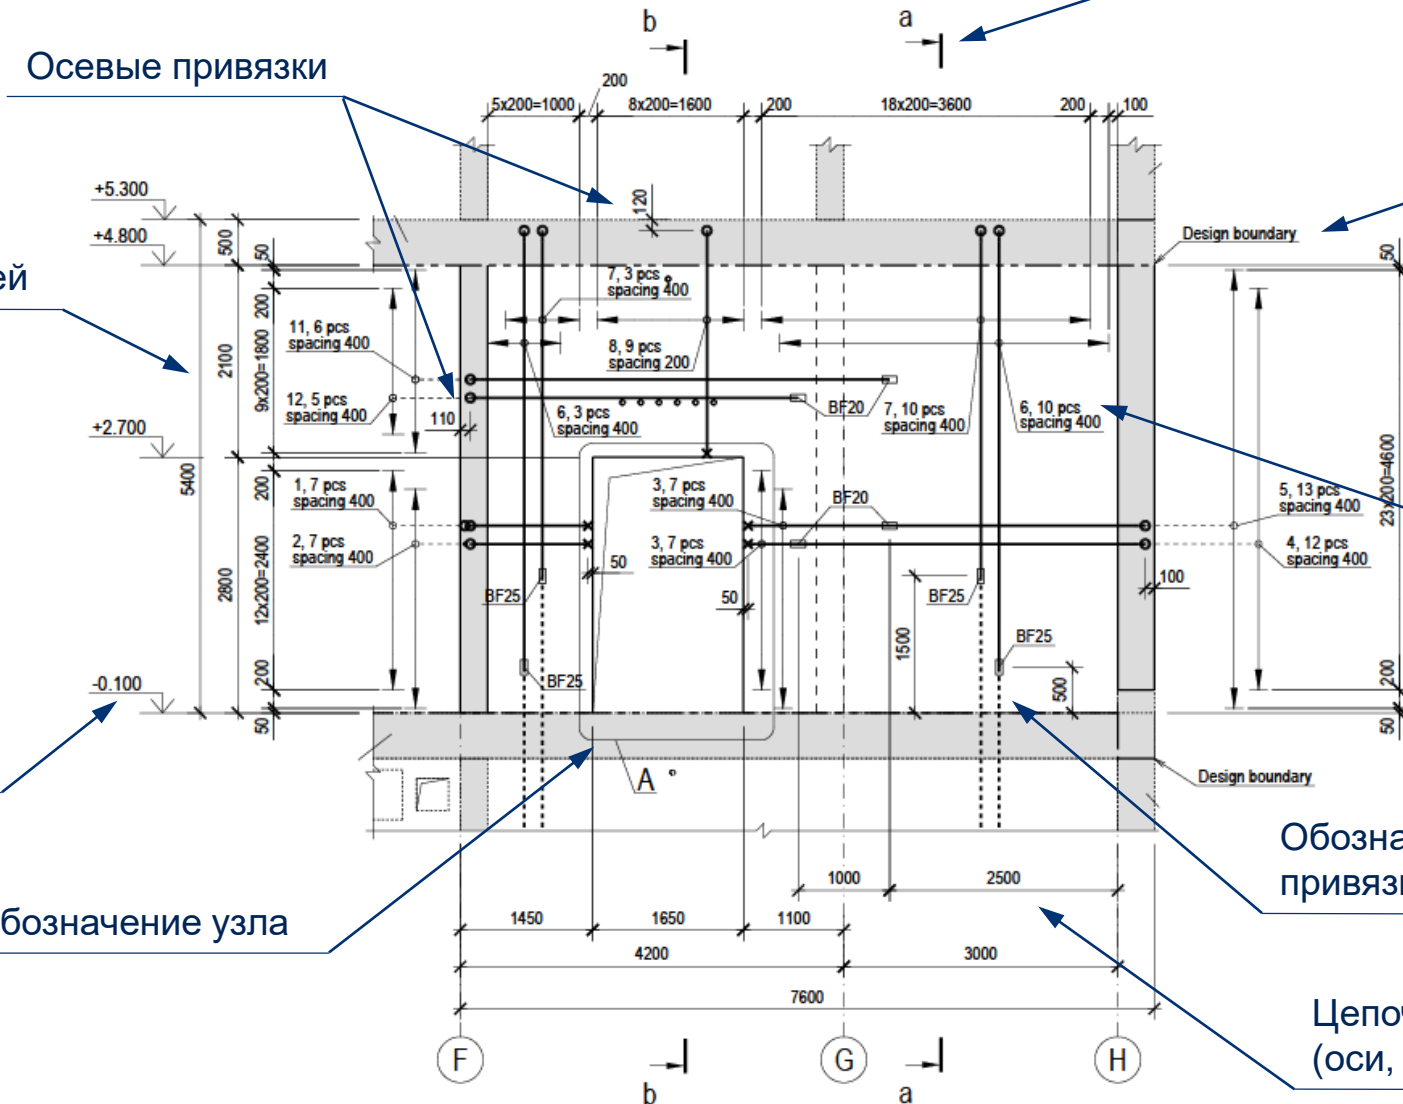 b
a
Осевые привязки
200
5x200=1000
8x200=1600
200
18x200=3600
200
100
+5.300
120
+4.800
500
50
Design boundary
50
ей
7, 3 pcs
spacing 400
200
11, 6 pcs
spacing 400
8, 9 pcs
spacing 200
2100
9x200=1800
12, 5 pcs
spacing 400
110
6, 3 pcs
spacing 400
BF20
7, 10 pcs
spacing 400
6, 10 pcs
spacing 400
+2.700
5400
200
1, 7 pcs
spacing 400
3, 7 pcs
spacing 400
BF20
5, 13 pcs
spacing 400
23x200=4600
2, 7 pcs
spacing 400
3, 7 pcs
spacing 400
4, 12 pcs
spacing 400
2800
12x200=2400
50
100
BF25
50
BF25
1500
BF25
BF25
500
200
200
-0.100
50
50
A
Design boundary
Обозна
привязк
1000
2500
бозначение узла
1450
1650
1100
4200
3000
7600
Цепоч
(оси,
F
G
H
b
a